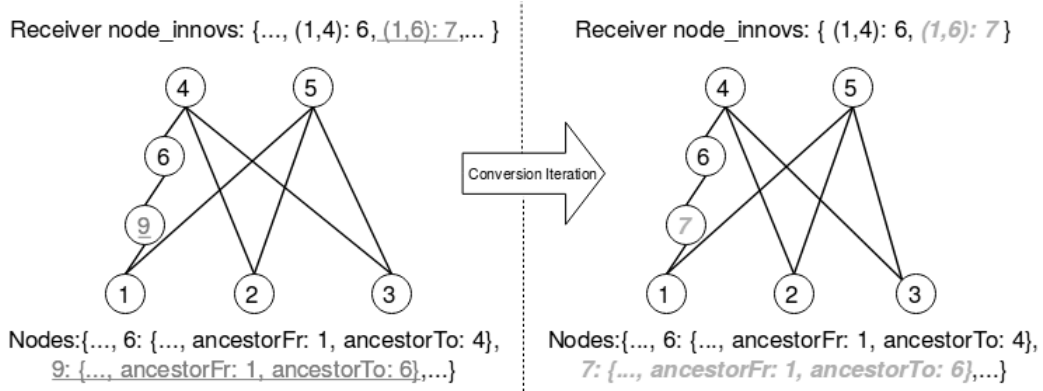 Receiver node_innovs: {..., (1,4): 6, (1,6): 7,... }
4
5
6
9
1
2
3
Nodes:{..., 6: {..., ancestorFr: 1, ancestorTo: 4},
9: {..., ancestorFr: 1, ancestorTo: 6},...}
Conversion Iteration
Receiver node_innovs: { (1,4): 6, (1,6): 7 }
4
5
6
7
1
2
3
Nodes:{..., 6: {..., ancestorFr: 1, ancestorTo: 4},
7: {..., ancestorFr: 1, ancestorTo: 6},...}